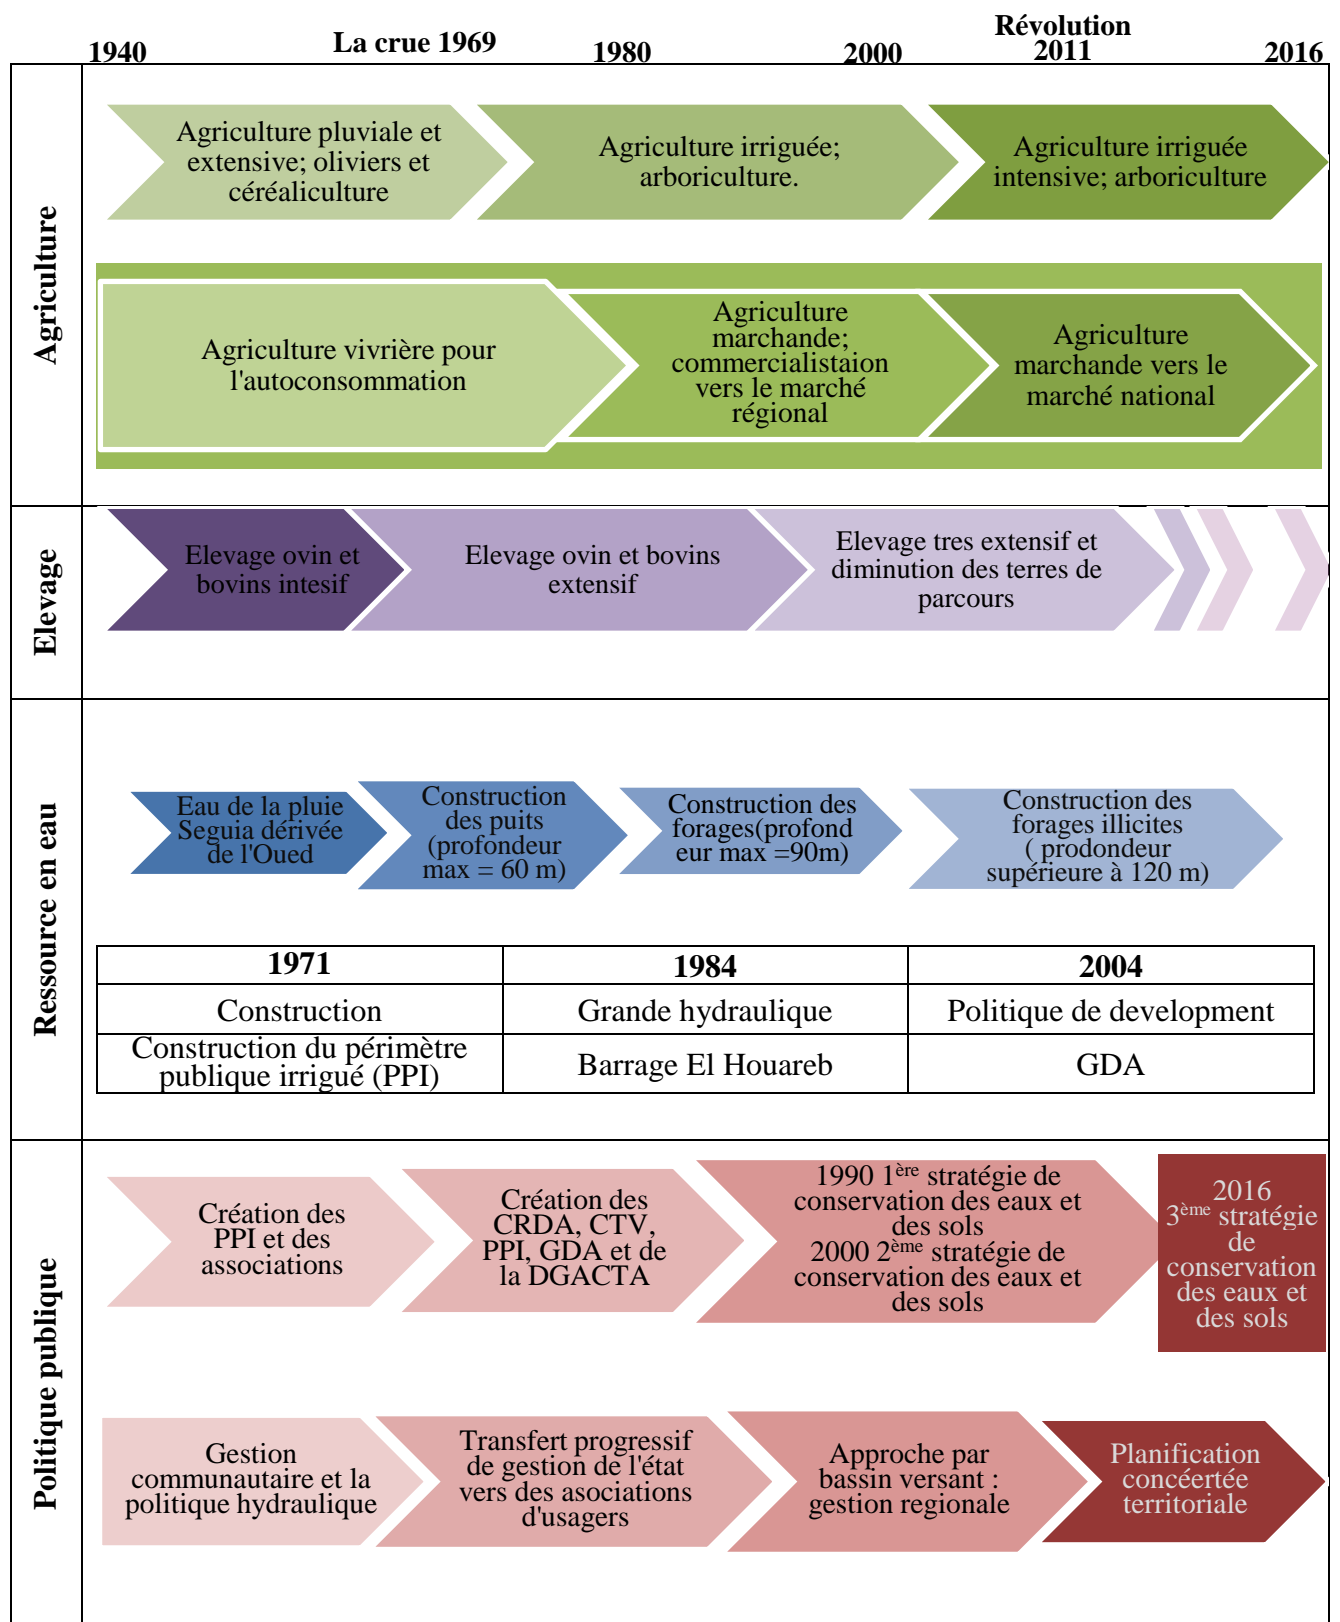 Révolution
1940 La crue 1969 1980 2000 2011 2016
Agriculture
Agriculture pluviale et
extensive; oliviers et
céréaliculture
Agriculture irriguée;
arboriculture.
Agriculture irriguée
intensive; arboriculture
Agriculture vivrière pour
l'autoconsommation
Agriculture
marchande;
commercialistaion
vers le marché
régional
Agriculture
marchande vers le
marché national
Elevage
Elevage ovin et
bovins intesif
Elevage ovin et bovins
extensif
Elevage tres extensif et
diminution des terres de
parcours
Ressource en eau
Eau de la pluie
Seguia dérivée
de l'Oued
Construction
des puits
(profondeur
max = 60 m)
Construction des
forages(profond
eur max =90m)
Construction des
forages illicites
( prodondeur
supérieure à 120 m)
1971 1984 2004
Construction Grande hydraulique Politique de development
Construction du périmètre
publique irrigué (PPI)
Barrage El Houareb
GDA
Politique publique
Création des
PPI et des
associations
Création des
CRDA, CTV,
PPI, GDA et de
la DGACTA
1990 1ère stratégie de
conservation des eaux et
des sols
2000 2ème stratégie de
conservation des eaux et
des sols
2016
3ème stratégie
de
conservation
des eaux et
des sols
Gestion
communautaire et la
politique hydraulique
Transfert progressif
de gestion de l'état
vers des asociations
d'usagers
Approche par
bassin versant :
gestion regionale
Planification
concéertée
territoriale